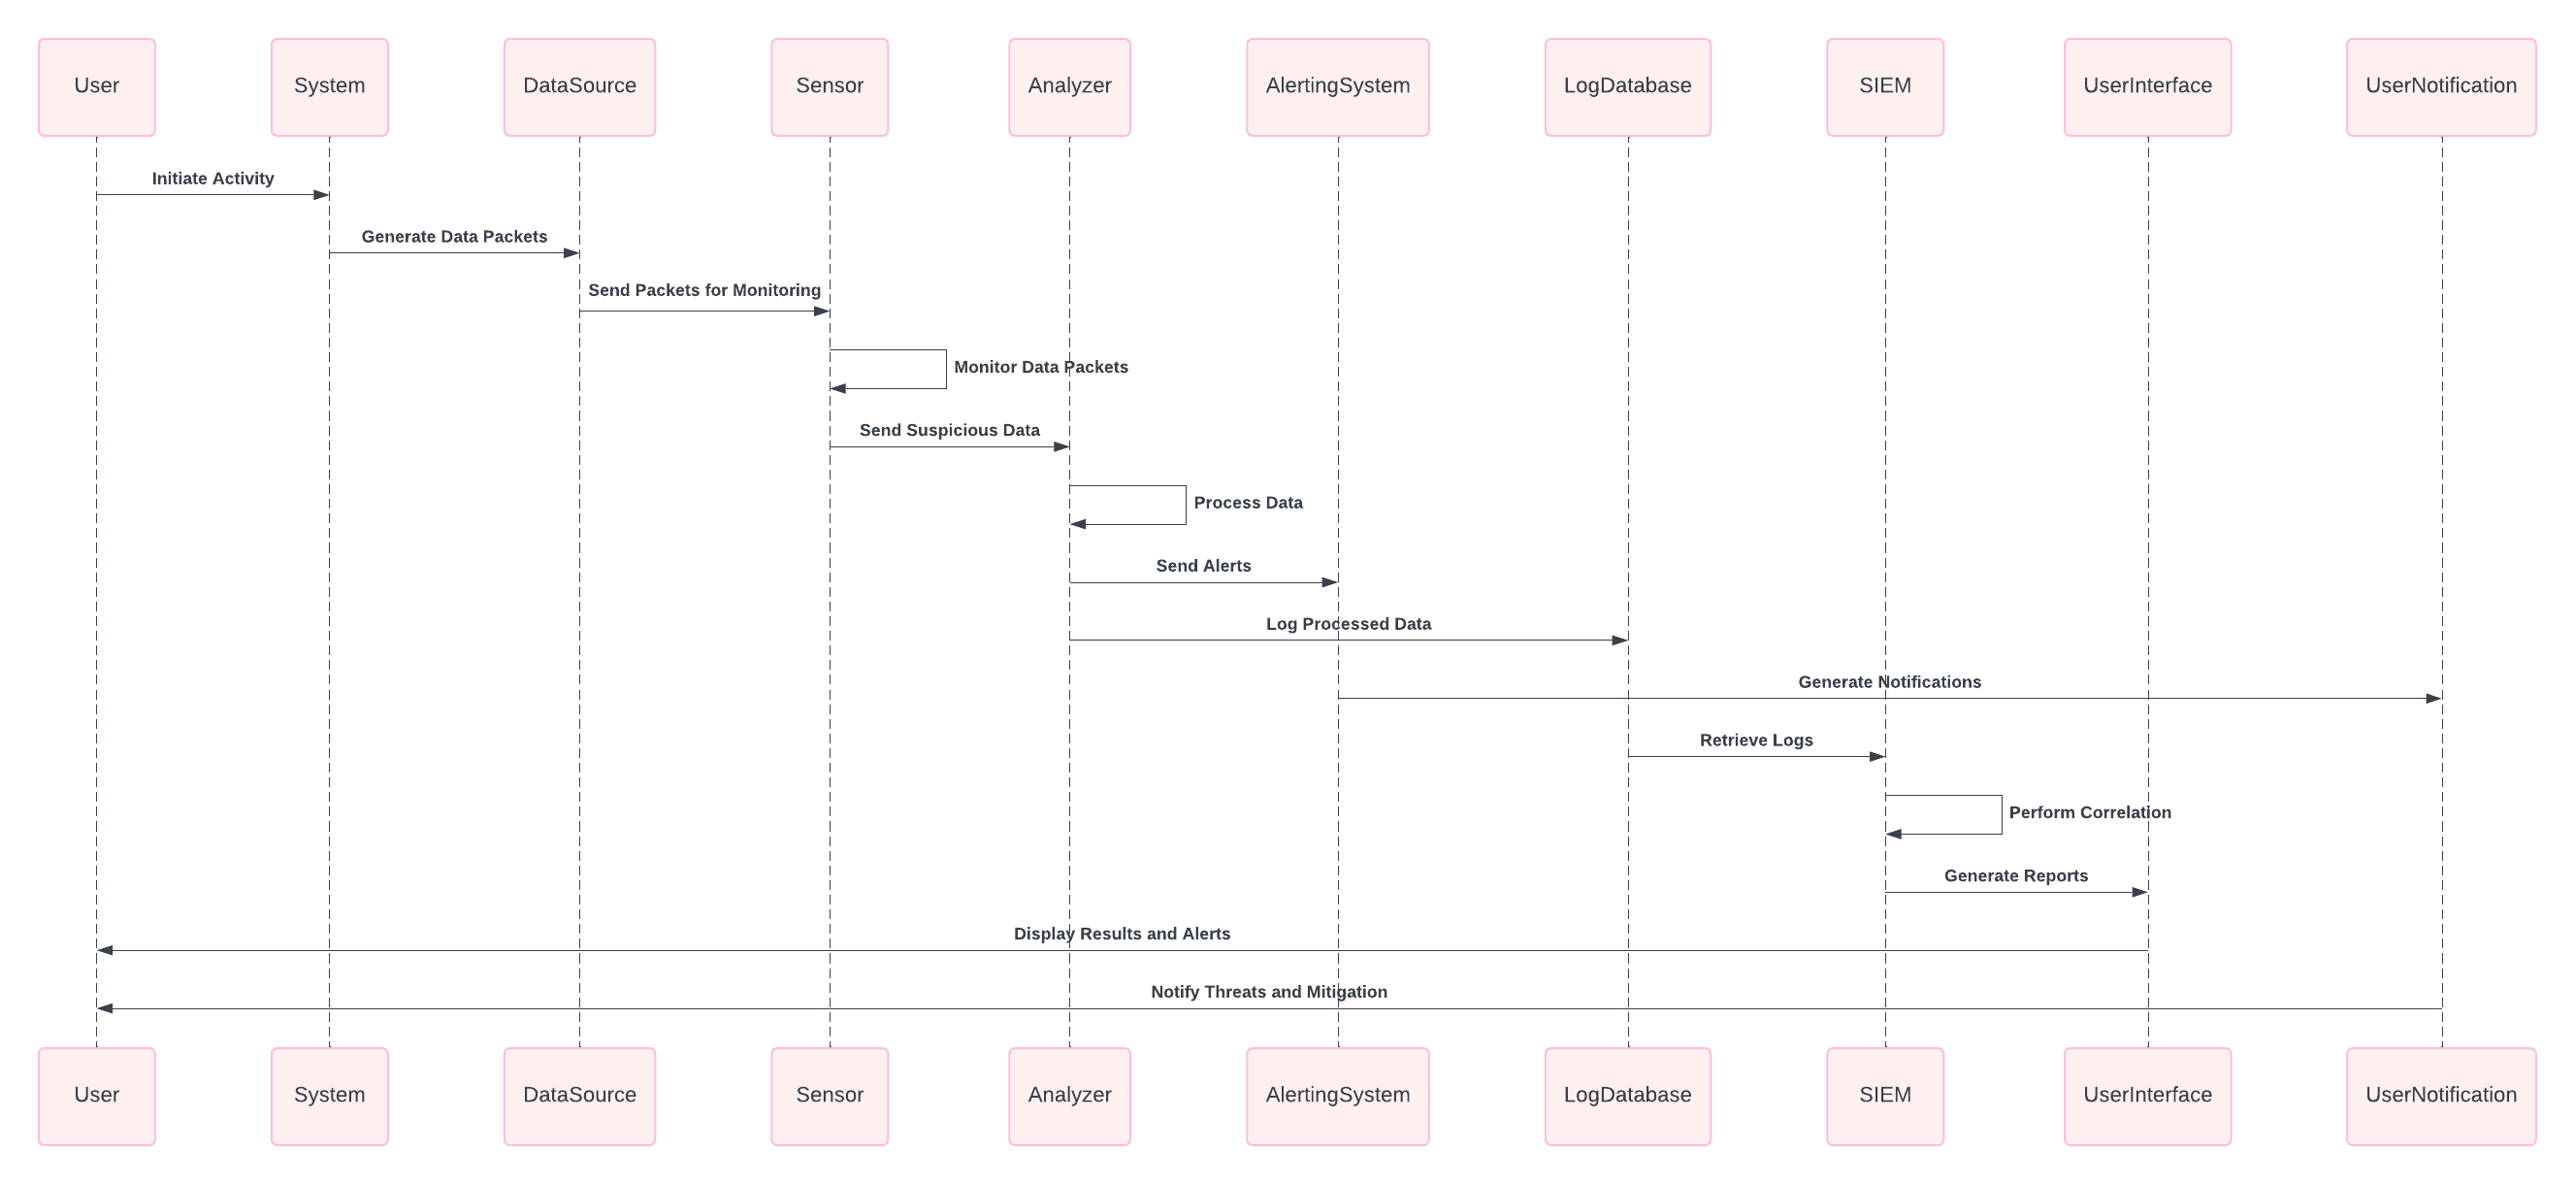 User
System
DataSource
Sensor
Analyzer
AlertingSystem
LogDatabase
SIEM
UserInterface
UserNotification
Initiate Activity
Generate Data Packets
Send Packets for Monitoring
Monitor Data Packets
Send Suspicious Data
Process Data
Send Alerts
Log Processed Data
Generate Notifications
Retrieve Logs
Perform Correlation
Generate Reports
Display Results and Alerts
Notify Threats and Mitigation
User
System
DataSource
Sensor
Analyzer
AlertingSystem
LogDatabase
SIEM
UserInterface
UserNotification